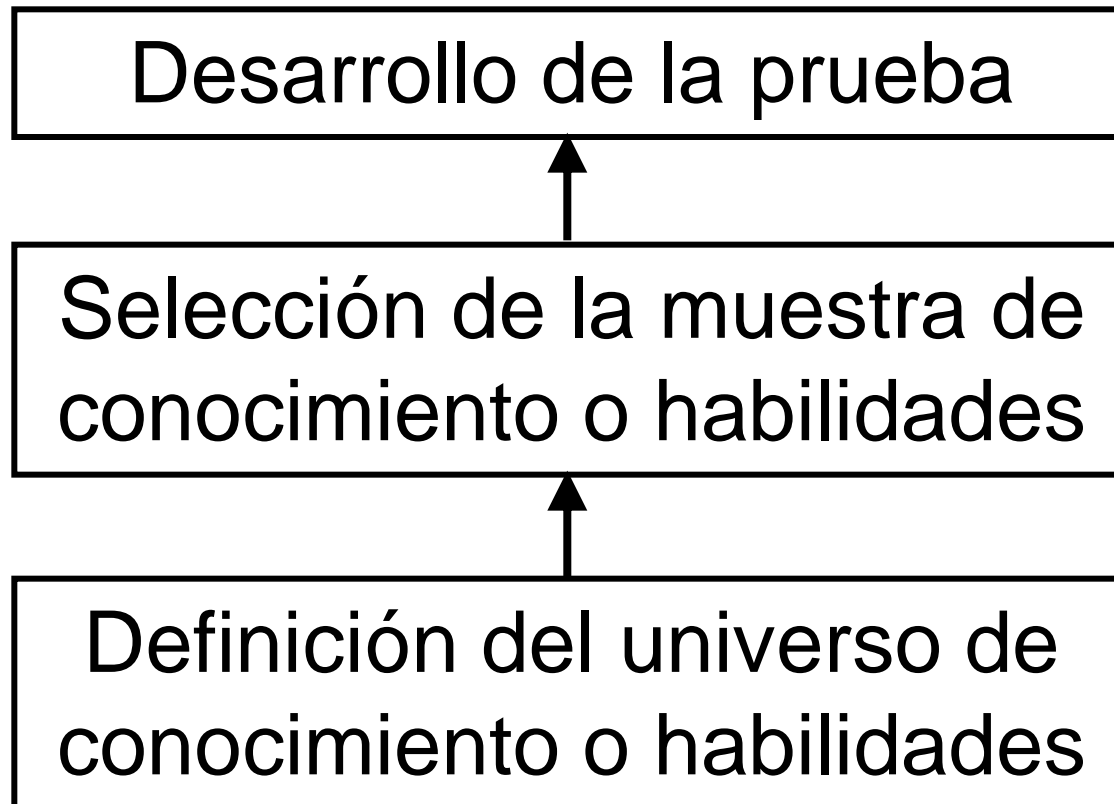 Desarrollo de la prueba
Selección de la muestra de
conocimiento o habilidades
Definición del universo de
conocimiento o habilidades